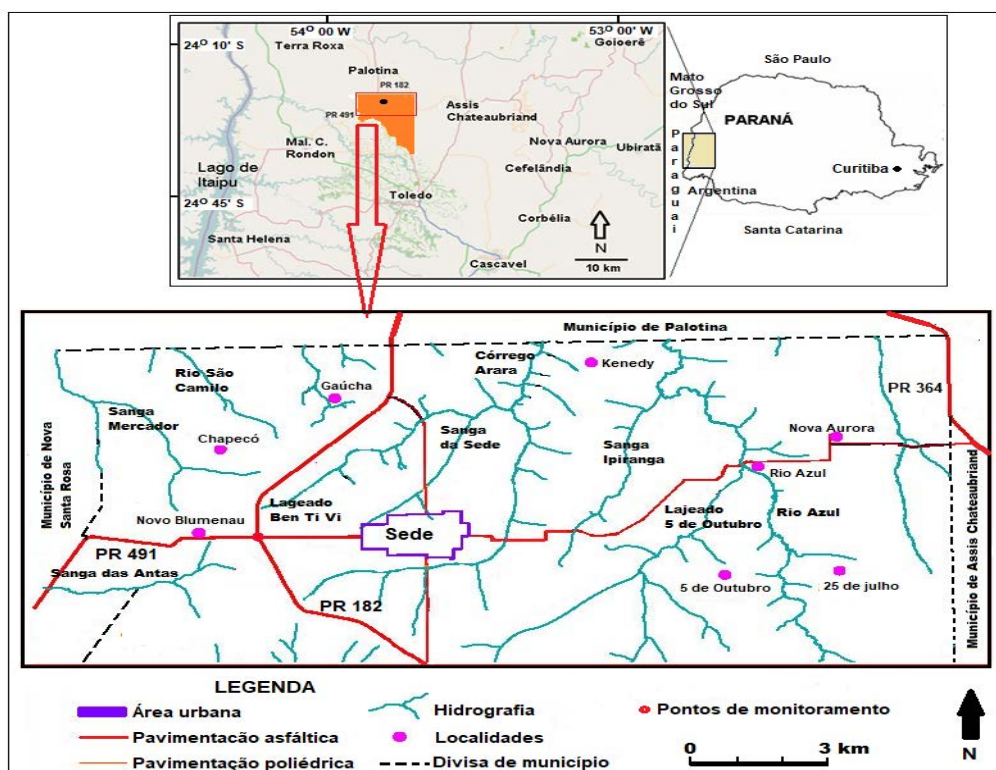 54º 00 W
53º 00' W
24º 10' S
Terra Roxa
Goioerê
Palotina
PR 182
PR 491
Assis
Chateaubriand
Mal. C.
Rondon
Nova Aurora
Ubiratã
Cefelândia
Lago de
Itaipu
Toledo
24º 45' S
Corbélia
Santa Helena
N
10 km
Cascavel
São Paulo
Mato
Grosso
do Sul
PARANÁ
Paraguai
Curitiba
Argentina
Santa Catarina
Município de Palotina
Córrego
Arara
Kenedy
Rio São
Camilo
Gaúcha
PR 364
Sanga
Mercador
Chapecó
Sanga
da Sede
Nova Aurora
Sanga
Ipiranga
Rio Azul
Município de Nova
Santa Rosa
Lageado
Ben Ti Vi
Novo Blumenau
Sede
Lajeado
5 de Outubro
Rio Azul
PR 491
Sanga das Antas
5 de Outubro
25 de julho
PR 182
Município de Assis Chateaubriand
LEGENDA
Área urbana
Hidrografia
Pontos de monitoramento
Pavimentacão asfáltica
Localidades
0 3 km
N
Pavimentação poliédrica
Divisa de município